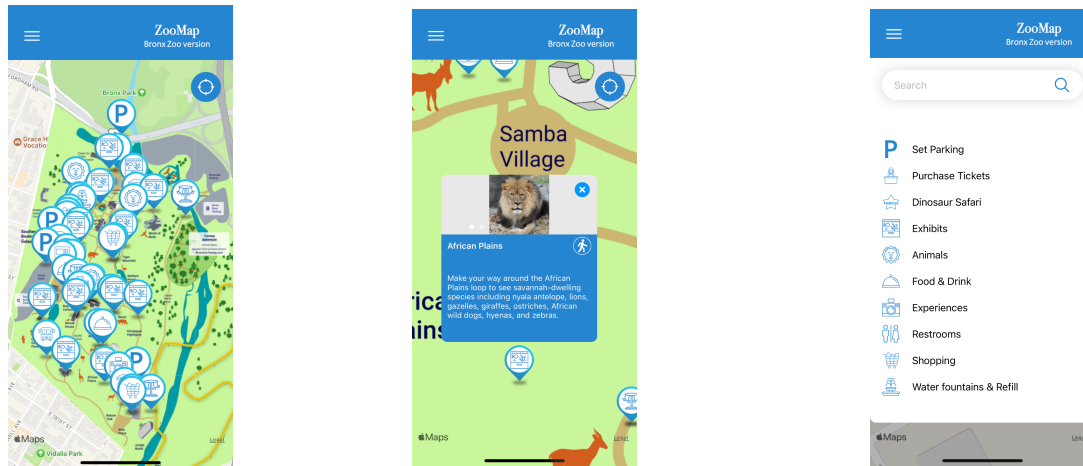 ZooMap
Bronx Zoo version
Bronx Park
P
P
P
P
B
C
Maps
Legal
Vidalia Park
E 181ST ST
ZooMap
Bronx Zoo version
Samba
Village
African Plains
Make your way around the African
Plains loop to see savannah-dwelling
species including nyala antelope, lions,
gazelles, giraffes, ostriches, African
wild dogs, hyenas, and zebras.
Maps
Legal
ZooMap
Bronx Zoo version
Search
P Set Parking
Purchase Tickets
Dinosaur Safari
Exhibits
Animals
Food & Drink
Experiences
Restrooms
Shopping
Water fountains & Refill
Maps